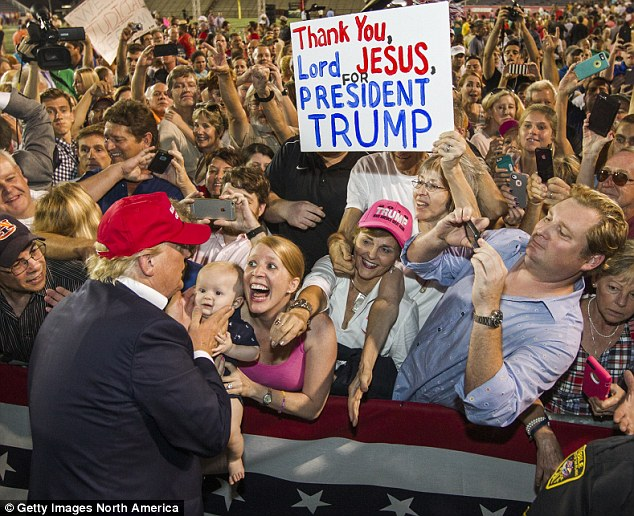 Thank You,
Lord JESUS,
FOR
PRESIDENT
TRUMP
TRUMP
© Getty Images North America